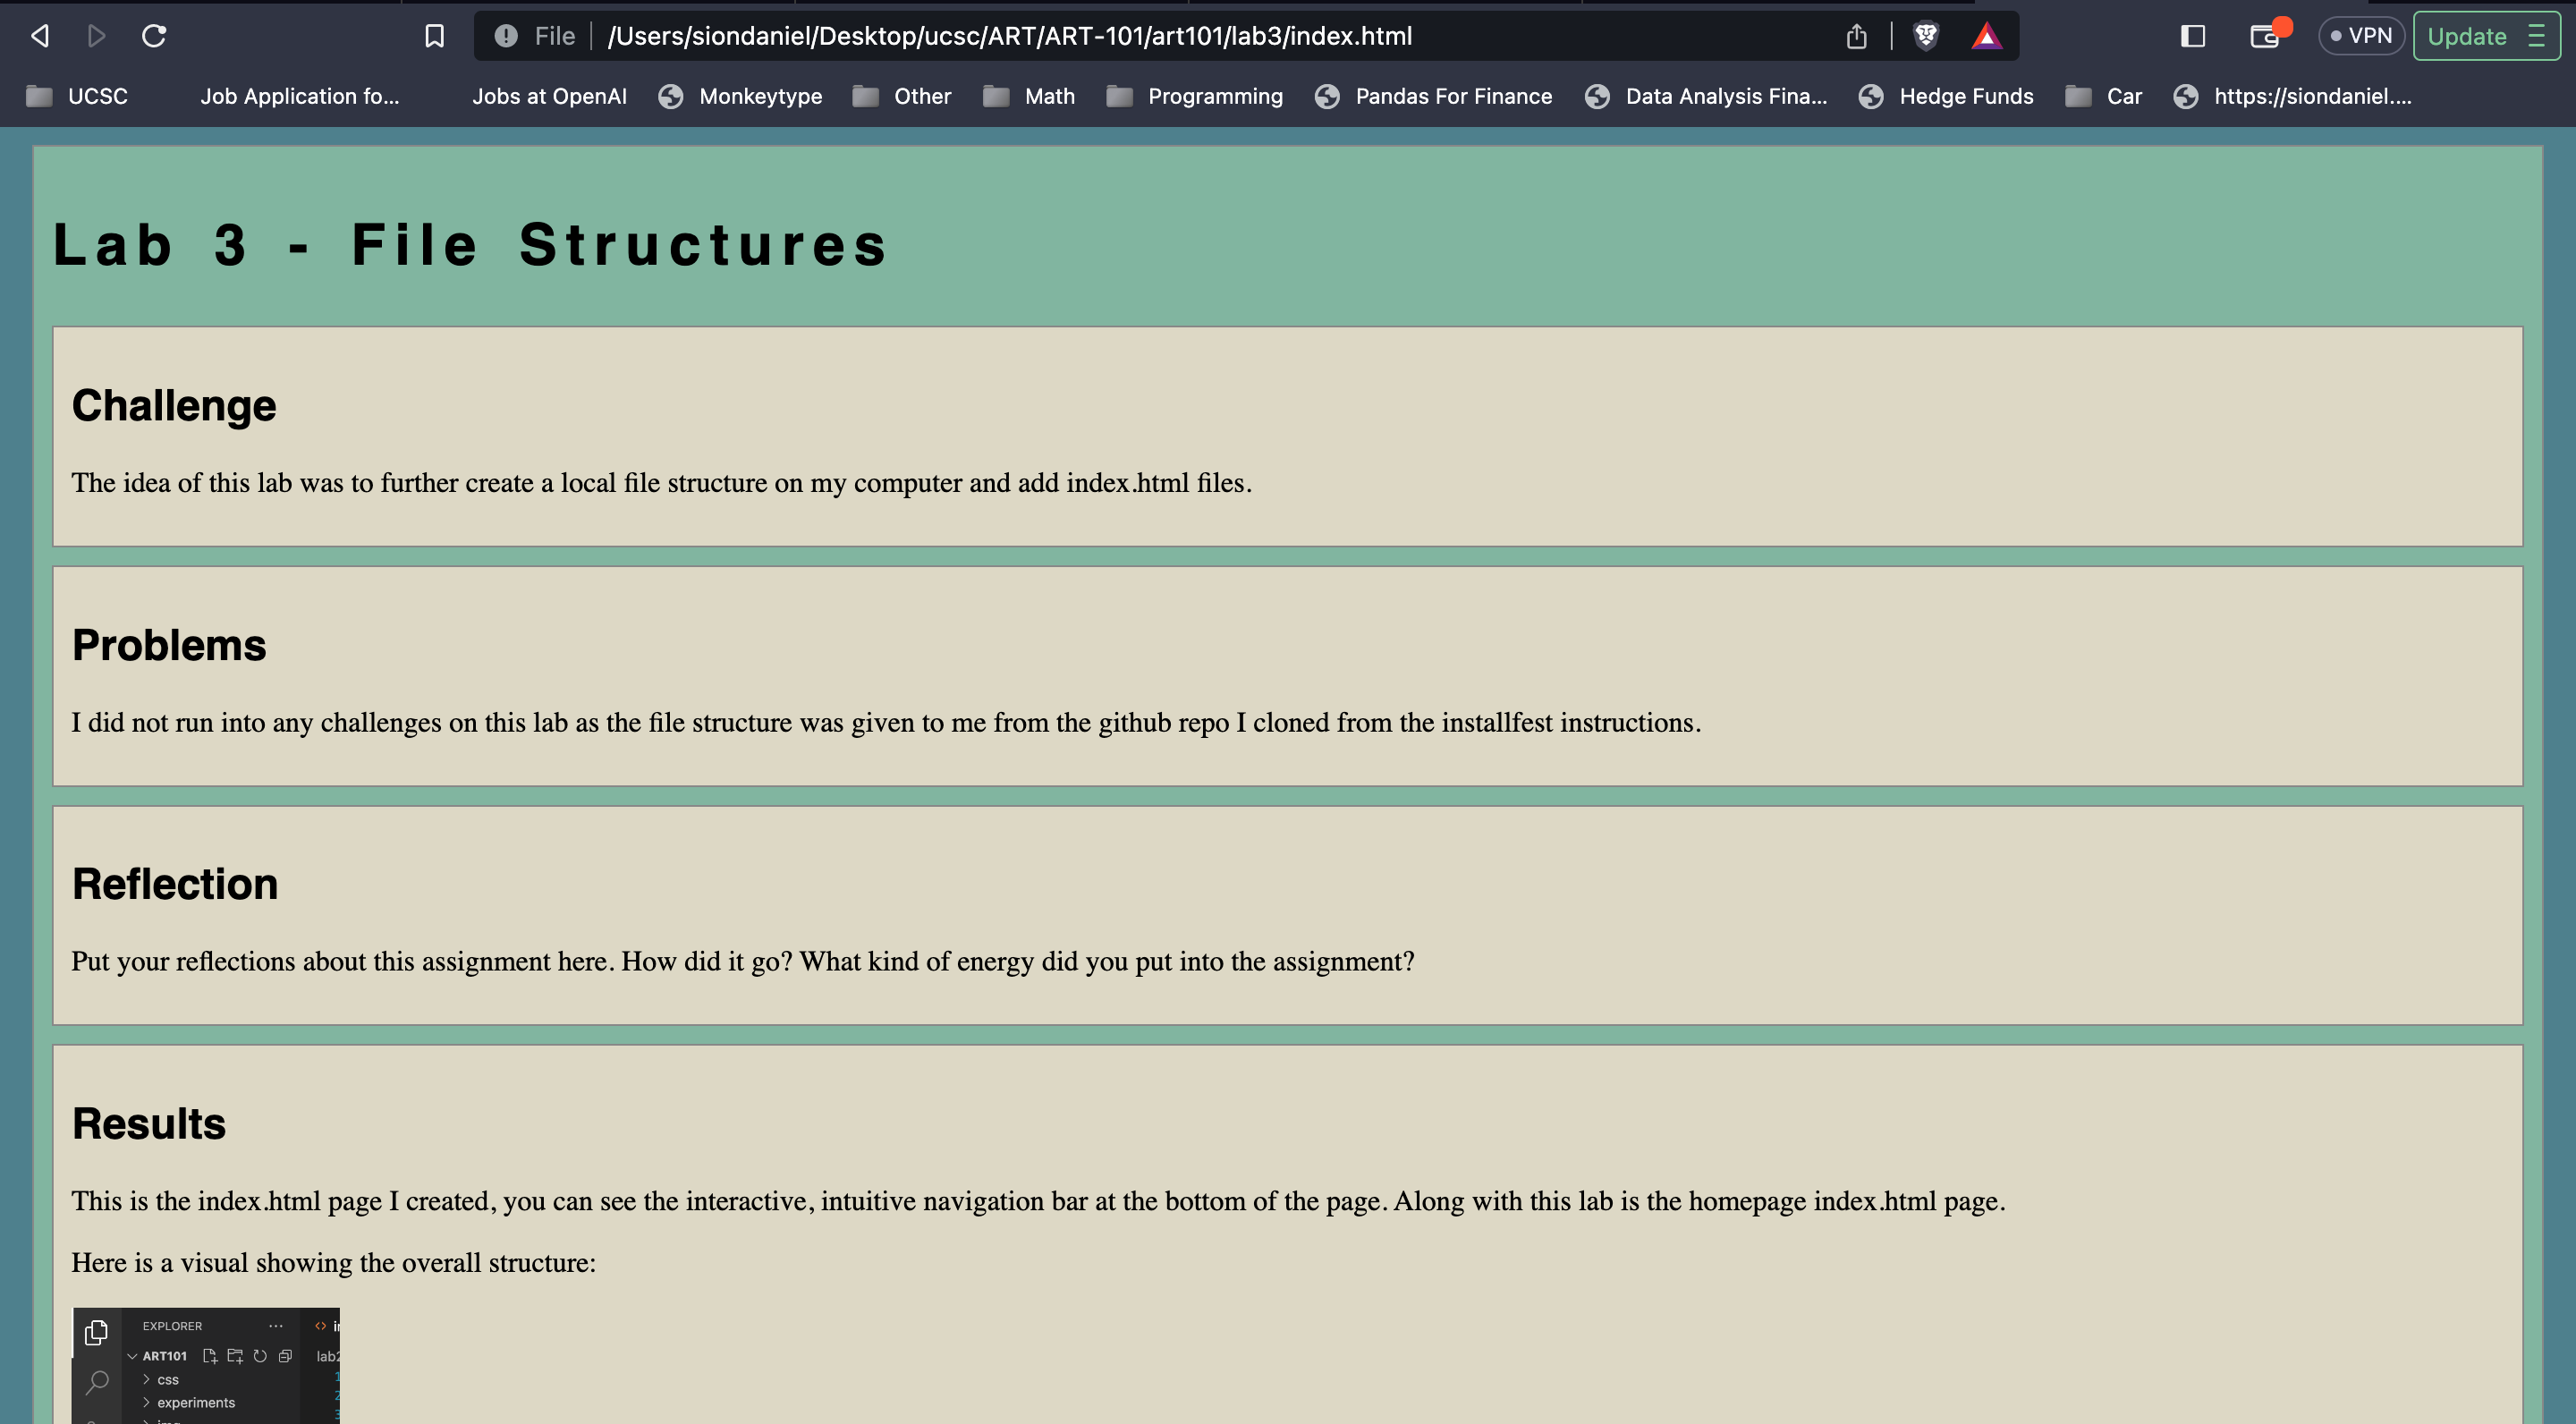 File /Users/siondaniel/Desktop/ucsc/ART/ART-101/art101/lab3/index.html VPN Update
UCSC Job Application fo... Jobs at OpenAI Monkeytype Other Math Programming Pandas For Finance Data Analysis Fina... Hedge Funds Car https://siondaniel....
Lab 3 - File Structures
Challenge
The idea of this lab was to further create a local file structure on my computer and add index.html files.
Problems
I did not run into any challenges on this lab as the file structure was given to me from the github repo I cloned from the installfest instructions.
Reflection
Put your reflections about this assignment here. How did it go? What kind of energy did you put into the assignment?
Results
This is the index.html page I created, you can see the interactive, intuitive navigation bar at the bottom of the page. Along with this lab is the homepage index.html page.
Here is a visual showing the overall structure:
EXPLORER ... <> i
ART101 lab2
css 1
experiments 2
3